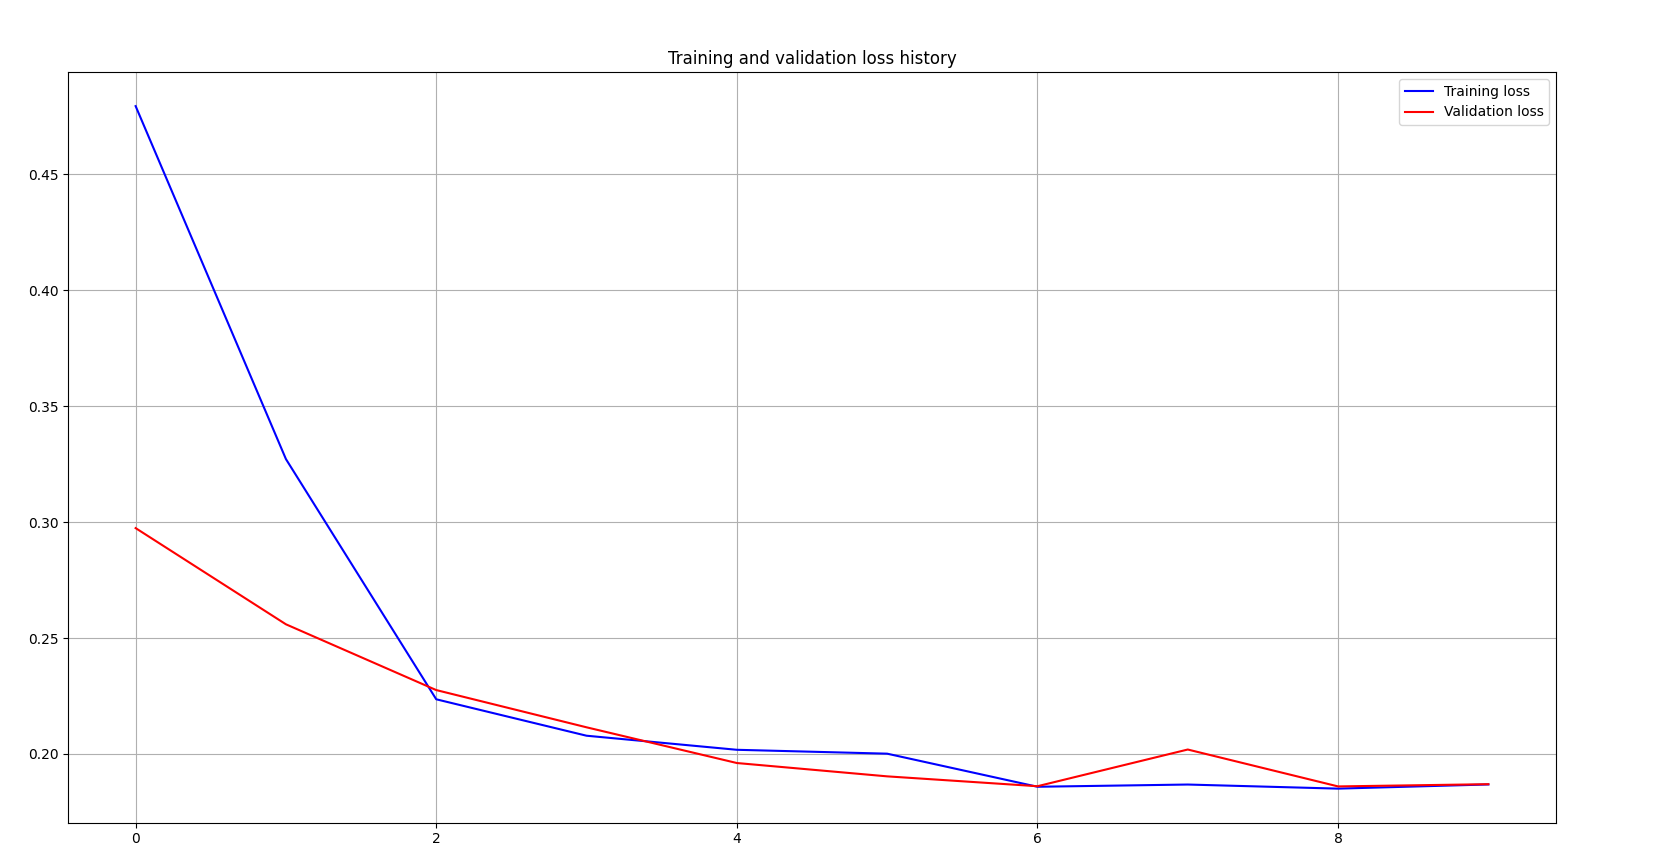 Training and validation loss history
Training loss
Validation loss
0.45
0.40
0.35
0.30
0.25
0.20
0 2 4 6 8